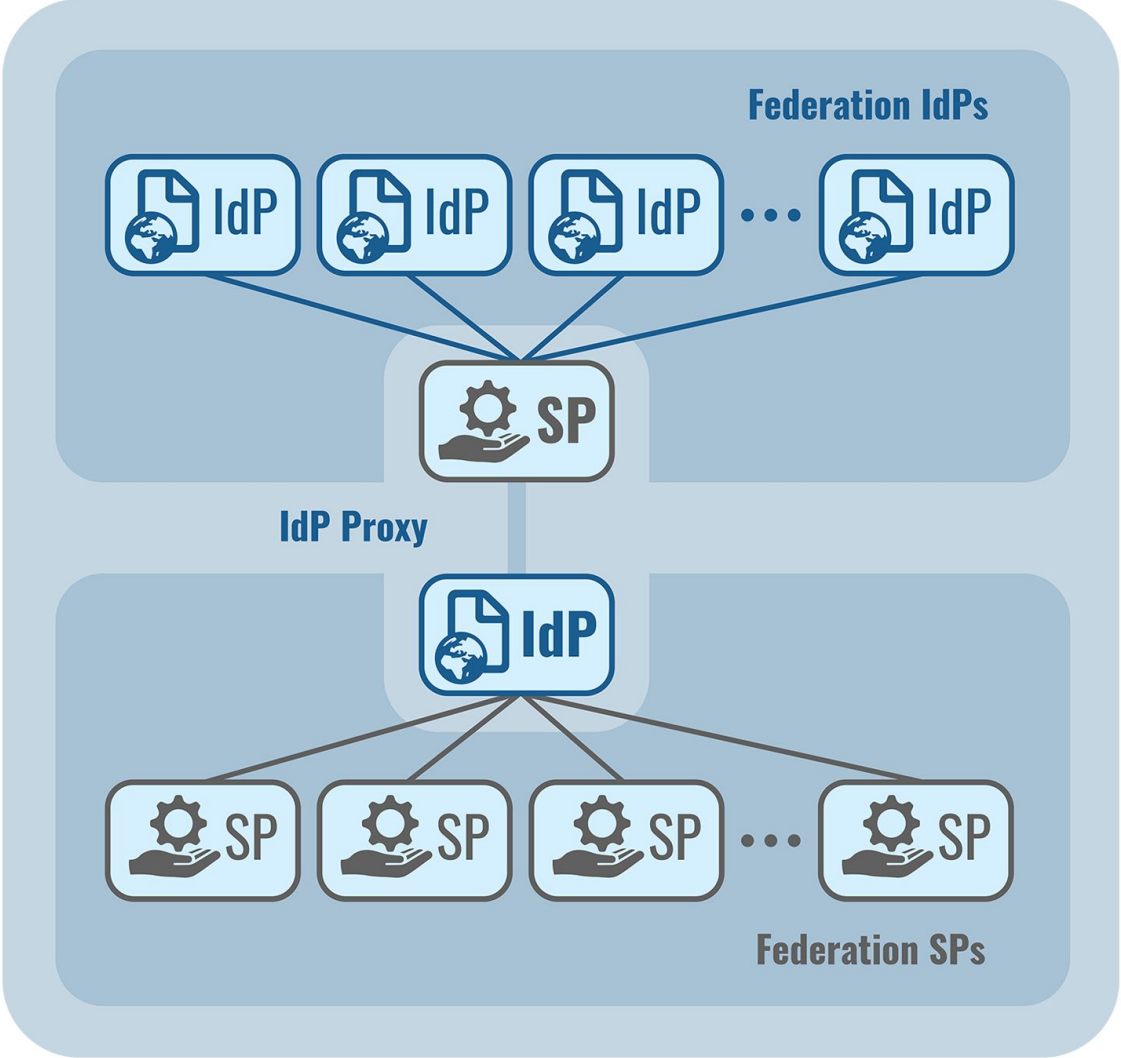 Federation IdPs
IdP IdP IdP ••• IdP
SP
IdP Proxy
IdP
SP SP SP ••• SP
Federation SPs